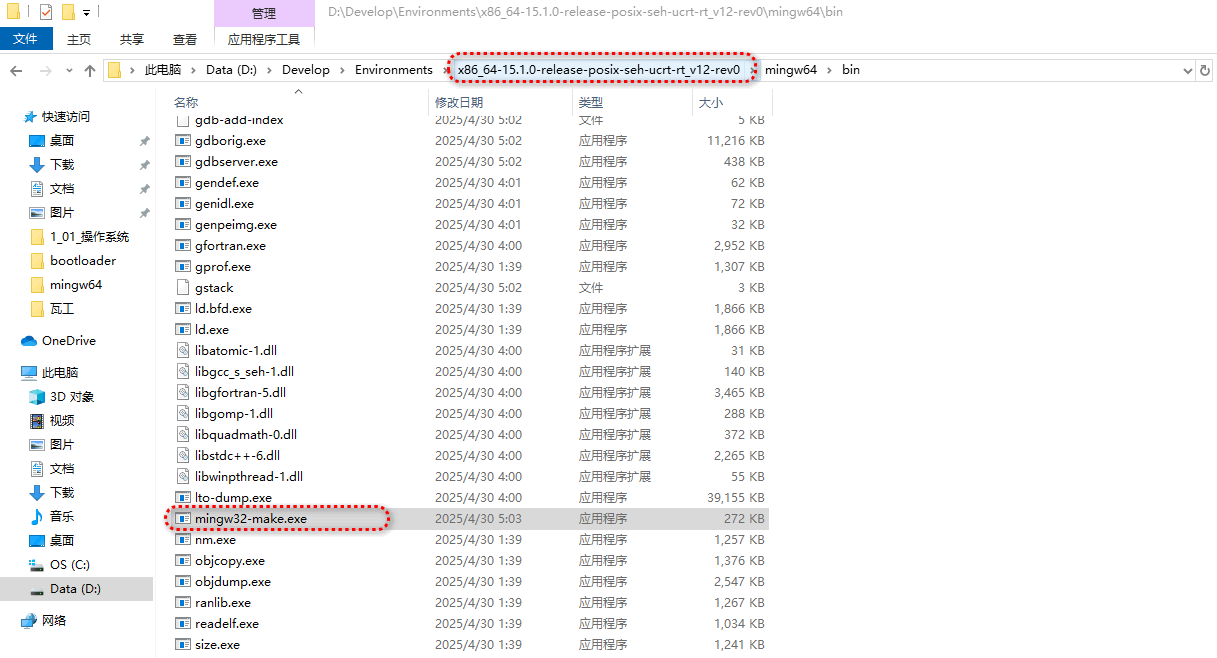 管理
D:\Develop\Environments\x86_64-15.1.0-release-posix-seh-ucrt-rt_v12-rev0\mingw64\bin
文件 主页 共享 查看 应用程序工具
此电脑 Data (D:) Develop Environments x86_64-15.1.0-release-posix-seh-ucrt-rt_v12-rev0 mingw64 bin
名称 修改日期 类型 大小
快速访问
桌面
下载
文档
图片
1_01_操作系统
bootloader
mingw64
瓦工
OneDrive
此电脑
3D 对象
视频
图片
文档
下载
音乐
桌面
OS (C:)
Data (D:)
网络
gdb-add-index 2025/4/30 5:02 文件 5 KB
gdborig.exe 2025/4/30 5:02 应用程序 11,216 KB
gdbserver.exe 2025/4/30 5:02 应用程序 438 KB
gendef.exe 2025/4/30 4:01 应用程序 62 KB
genidl.exe 2025/4/30 4:01 应用程序 72 KB
genpeimg.exe 2025/4/30 4:01 应用程序 32 KB
gfortran.exe 2025/4/30 4:00 应用程序 2,952 KB
gprof.exe 2025/4/30 1:39 应用程序 1,307 KB
gstack 2025/4/30 5:02 文件 3 KB
ld.bfd.exe 2025/4/30 1:39 应用程序 1,866 KB
ld.exe 2025/4/30 1:39 应用程序 1,866 KB
libatomic-1.dll 2025/4/30 4:00 应用程序扩展 31 KB
libgcc_s_seh-1.dll 2025/4/30 4:00 应用程序扩展 140 KB
libgfortran-5.dll 2025/4/30 4:00 应用程序扩展 3,465 KB
libgomp-1.dll 2025/4/30 4:00 应用程序扩展 288 KB
libquadmath-0.dll 2025/4/30 4:00 应用程序扩展 372 KB
libstdc++-6.dll 2025/4/30 4:00 应用程序扩展 2,265 KB
libwinpthread-1.dll 2025/4/30 4:00 应用程序扩展 55 KB
lto-dump.exe 2025/4/30 4:00 应用程序 39,155 KB
mingw32-make.exe 2025/4/30 5:03 应用程序 272 KB
nm.exe 2025/4/30 1:39 应用程序 1,257 KB
objcopy.exe 2025/4/30 1:39 应用程序 1,376 KB
objdump.exe 2025/4/30 1:39 应用程序 2,547 KB
ranlib.exe 2025/4/30 1:39 应用程序 1,267 KB
readelf.exe 2025/4/30 1:39 应用程序 1,034 KB
size.exe 2025/4/30 1:39 应用程序 1,241 KB